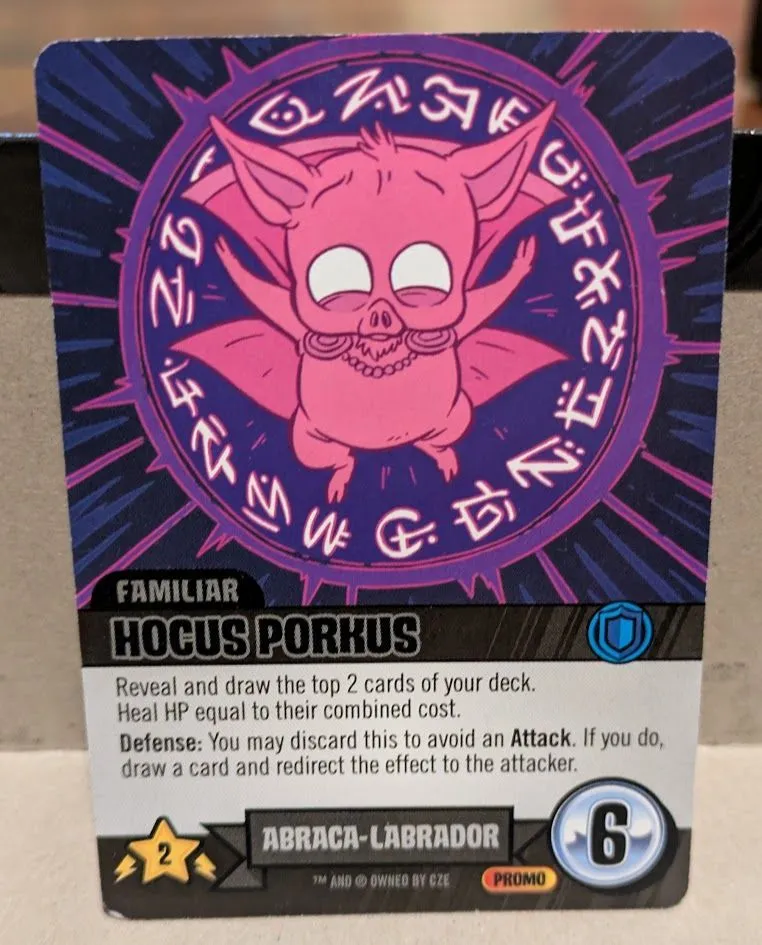 FAMILIAR
HOCUS PORKUS
Reveal and draw the top 2 cards of your deck.
Heal HP equal to their combined cost.
Defense: You may discard this to avoid an Attack. If you do,
draw a card and redirect the effect to the attacker.
2
ABRACA-LABRADOR
6
™ AND © OWNED BY CZE
PROMO